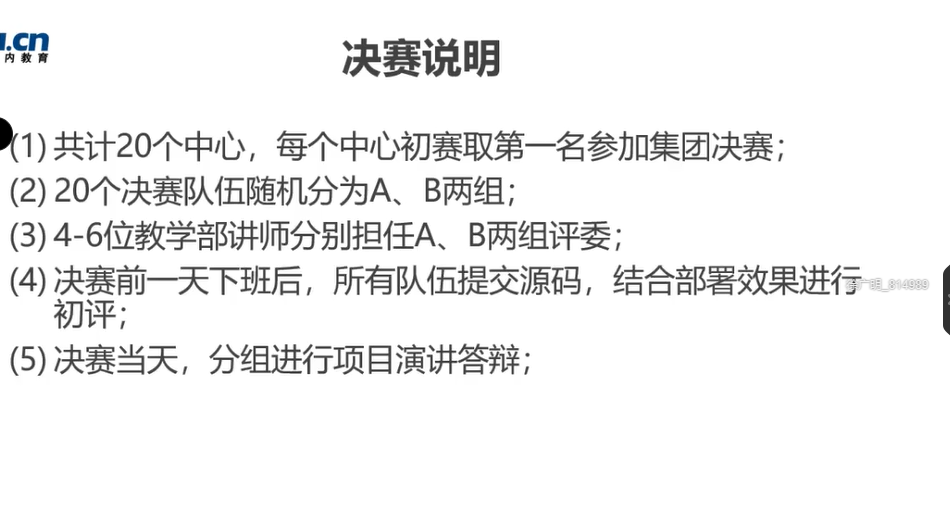 .cn
内教育
决赛说明
(1) 共计20个中心，每个中心初赛取第一名参加集团决赛；
(2) 20个决赛队伍随机分为A、B两组；
(3) 4-6位教学部讲师分别担任A、B两组评委；
(4) 决赛前一天下班后，所有队伍提交源码，结合部署效果进行
初评；
(5) 决赛当天，分组进行项目演讲答辩；
_814989